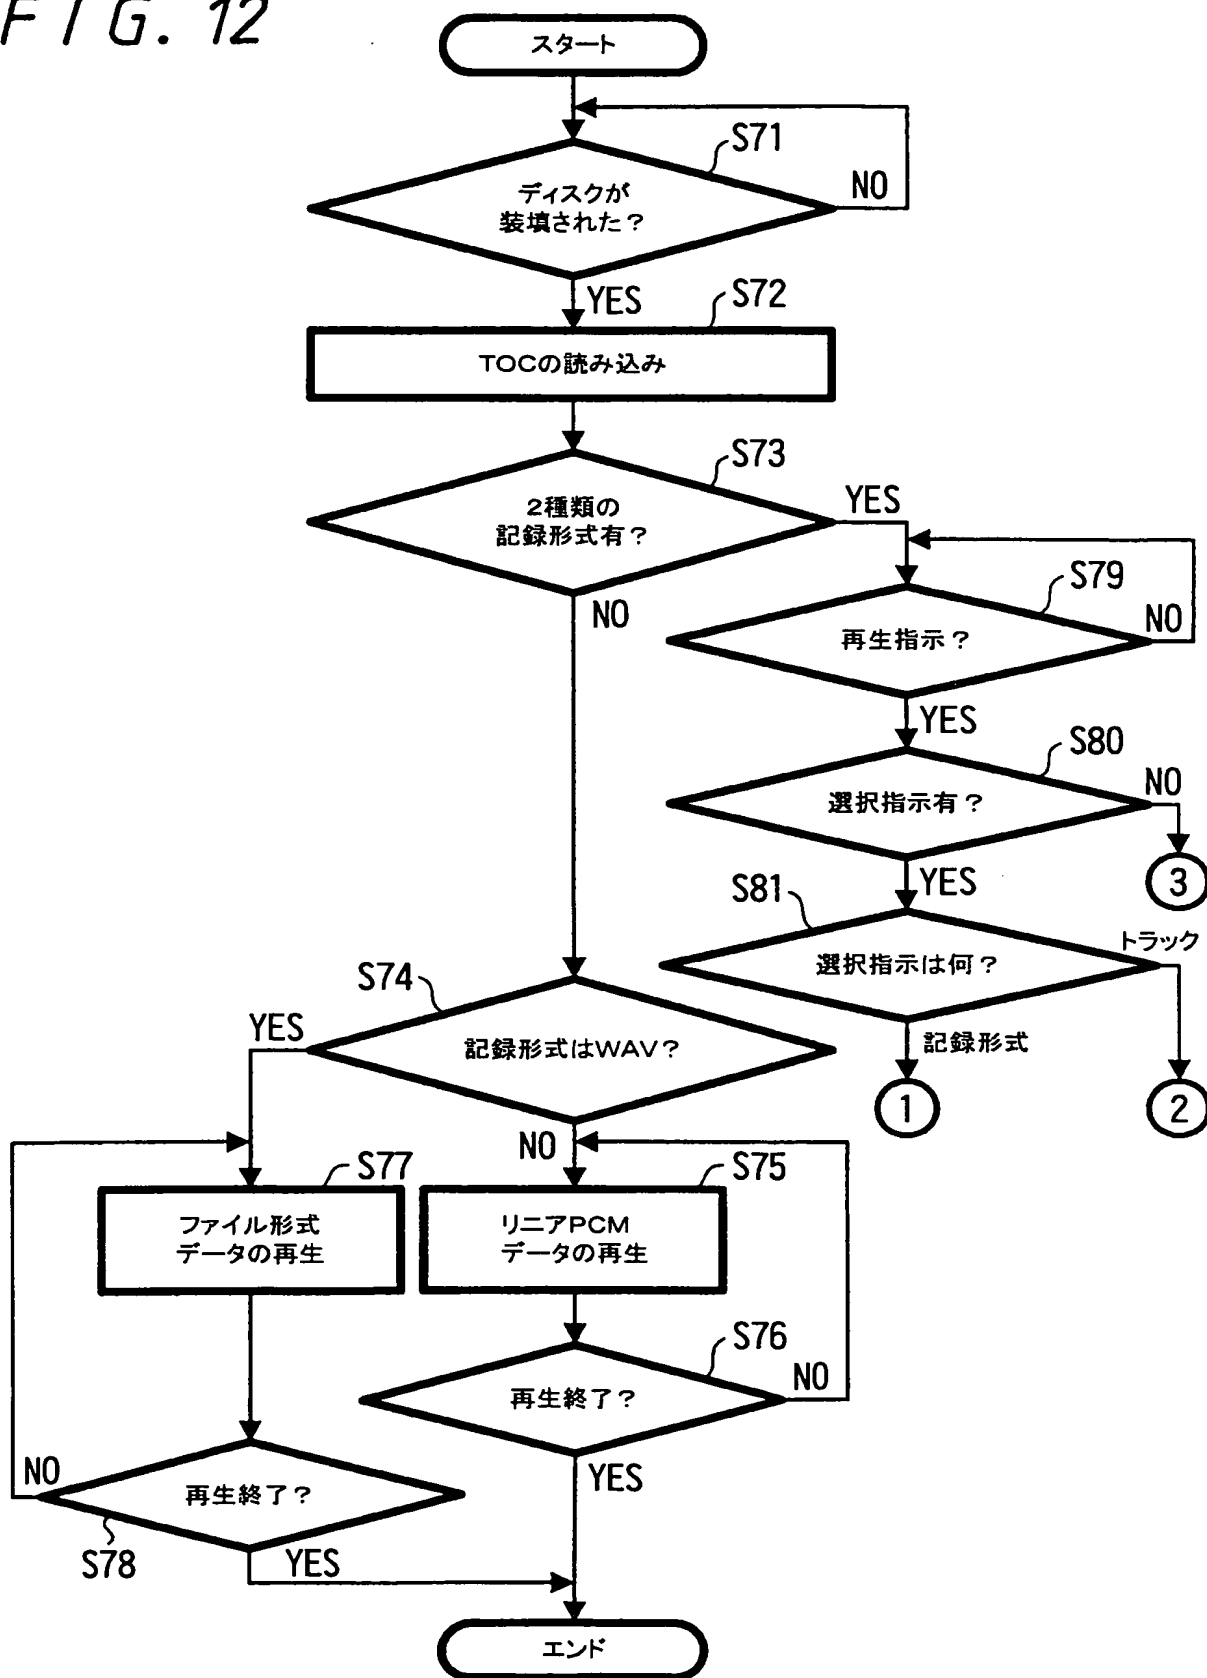 FIG. 12
スタート
S71
ディスクが
装填された?
NO
YES
S72
TOCの読み込み
S73
2種類の
記録形式有?
YES
NO
S79
再生指示?
NO
YES
S80
選択指示有?
NO
YES
3
S81
選択指示は何?
トラック
記録形式
1
2
S74
記録形式はWAV?
YES
NO
S77
ファイル形式
データの再生
S75
リニアPCM
データの再生
S76
再生終了?
NO
YES
NO
再生終了?
S78
YES
エンド